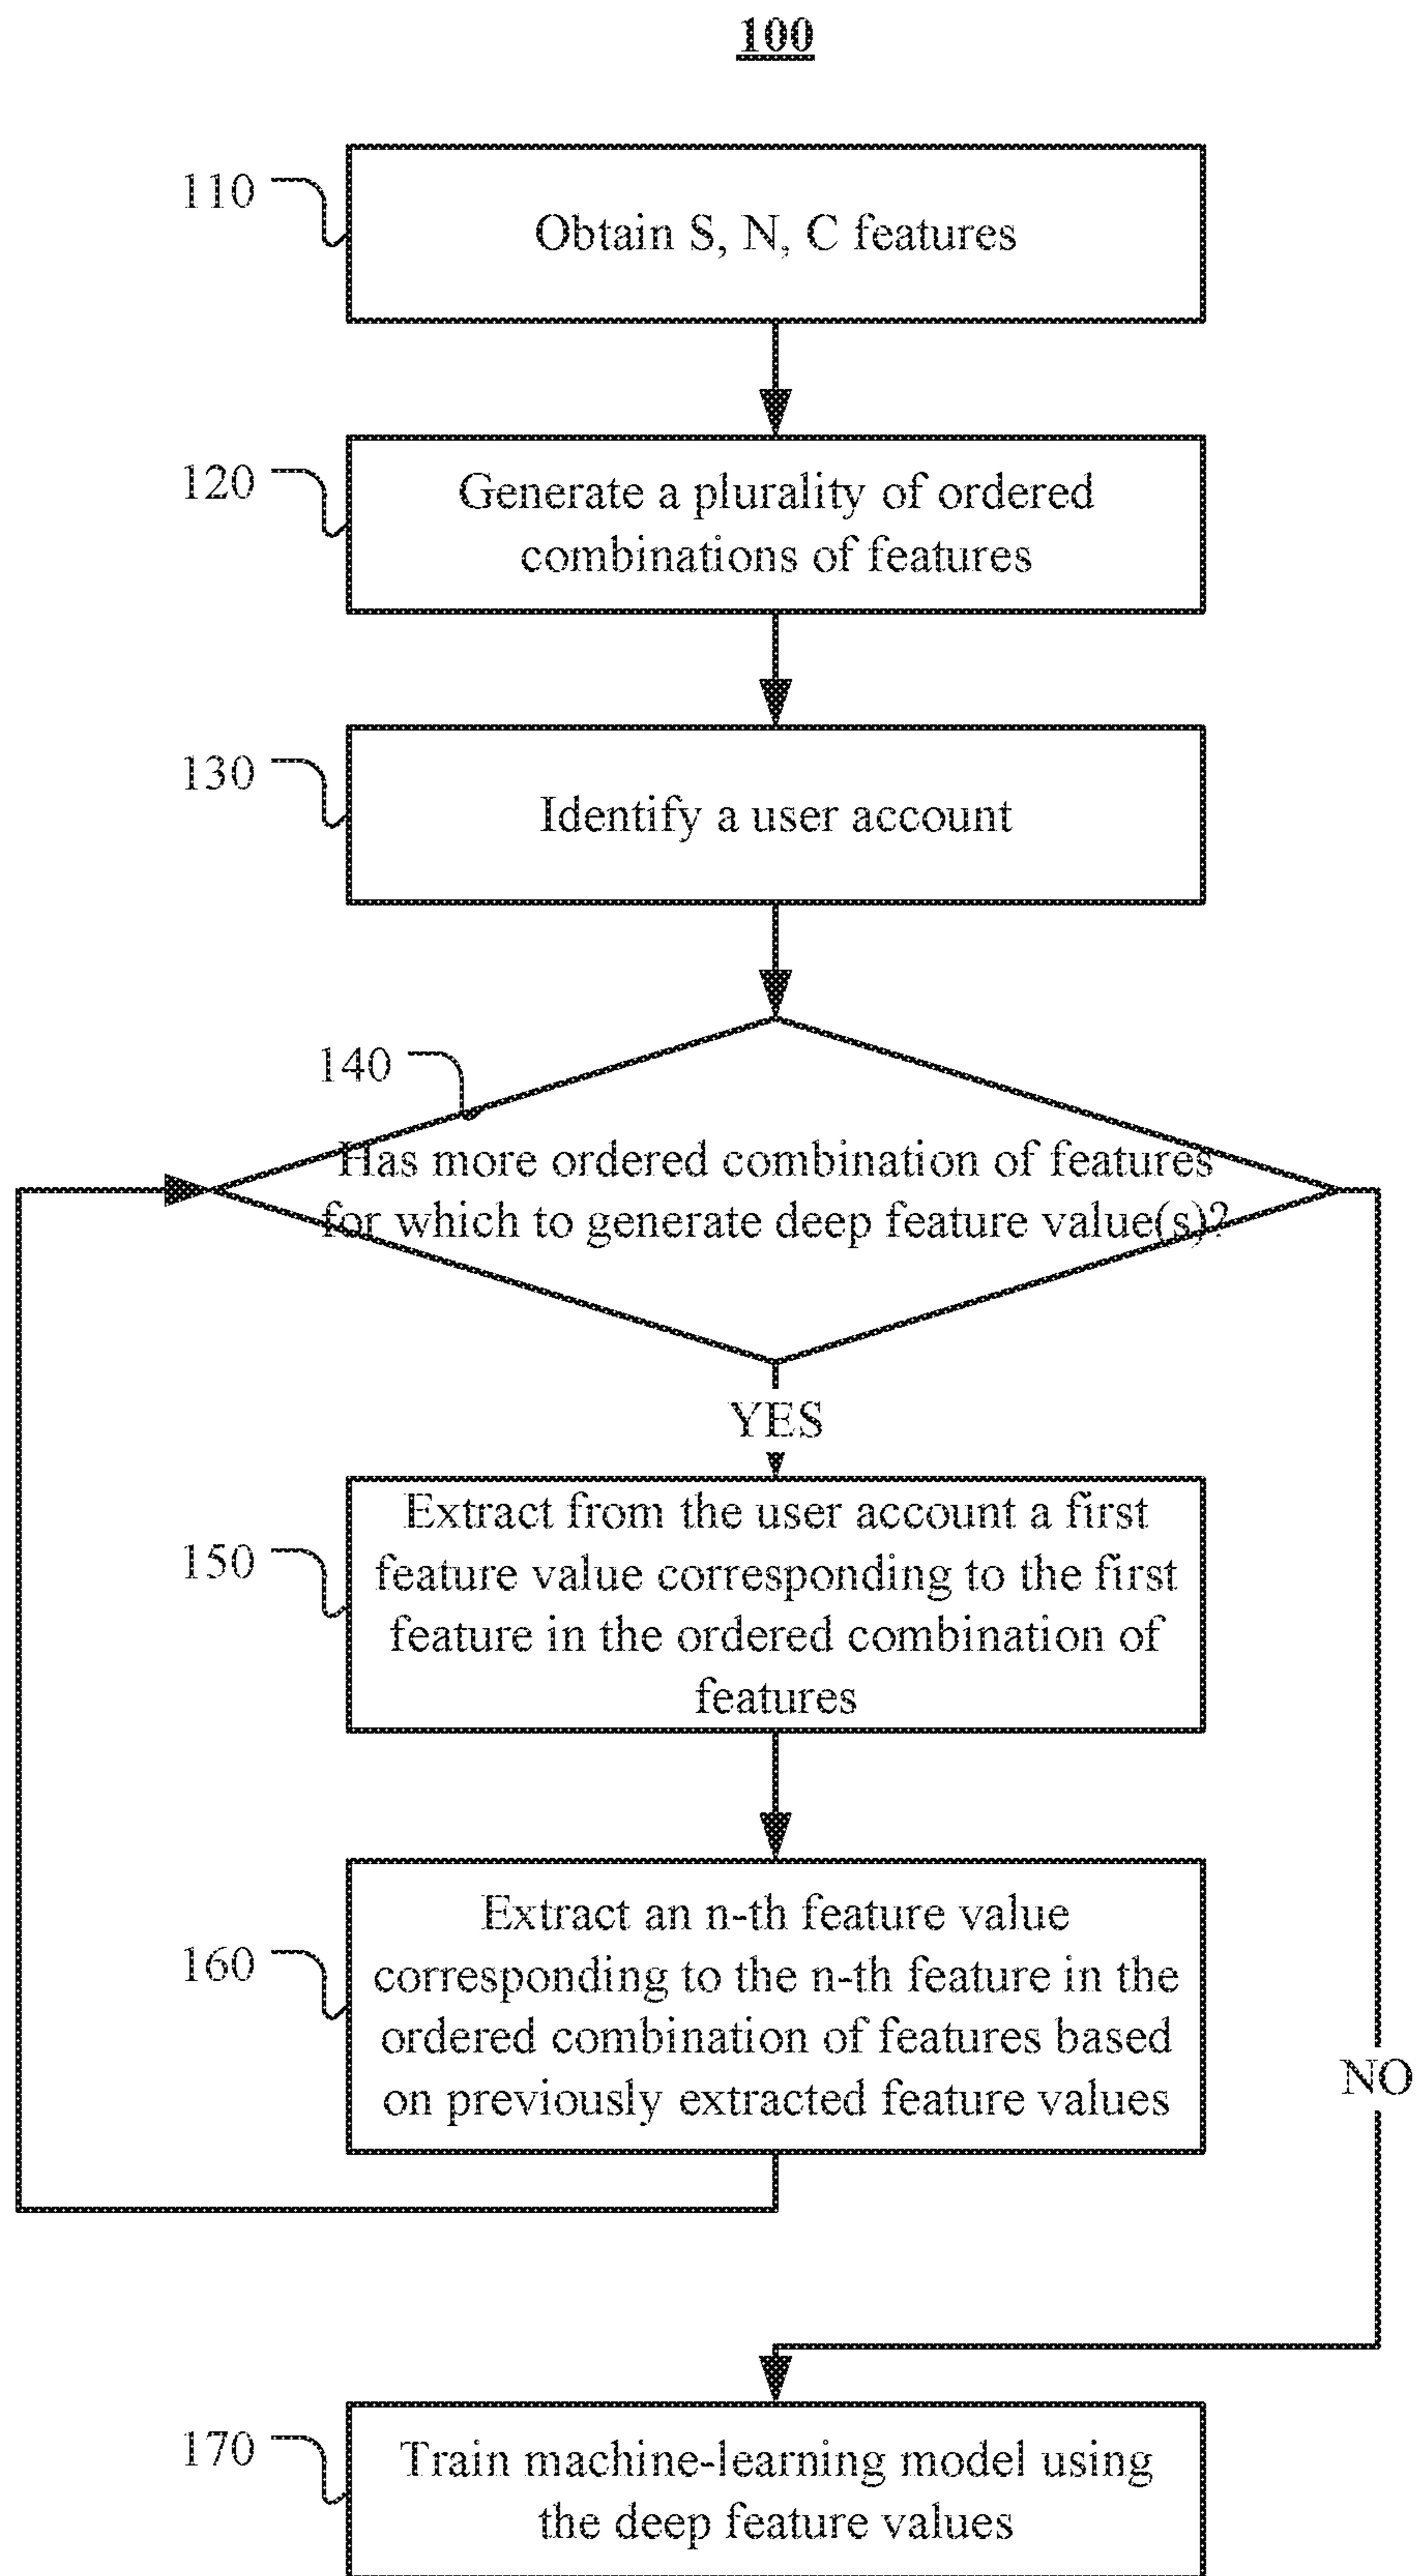 100
110
Obtain S, N, C features
120
Generate a plurality of ordered
combinations of features
130
Identify a user account
140
Has more ordered combination of features
for which to generate deep feature value(s)?
YES
150
Extract from the user account a first
feature value corresponding to the first
feature in the ordered combination of
features
160
Extract an n-th feature value
corresponding to the n-th feature in the
ordered combination of features based
on previously extracted feature values
NO
170
Train machine-learning model using
the deep feature values